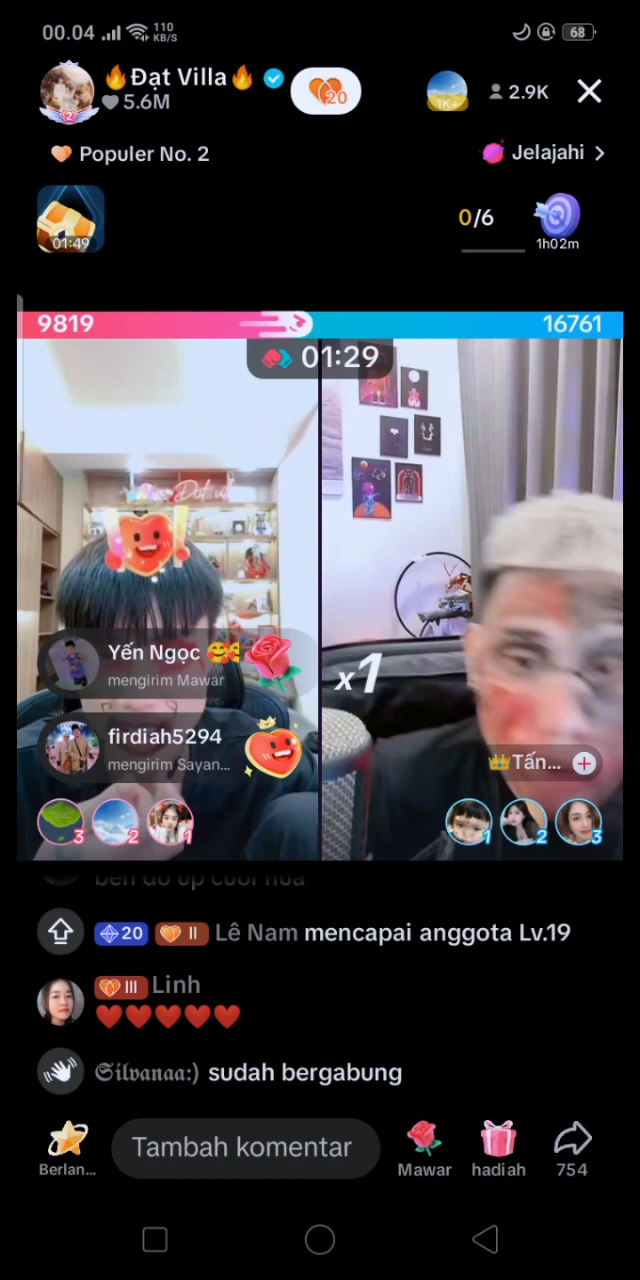 00.04
110
KB/S
68
🔥Đạt Villa🔥
20
1K+
2.9K
2
5.6M
Populer No. 2
Jelajahi
01:49
0/6
1h02m
9819
16761
01:29
Yến Ngọc 🥰🥰
mengirim Mawar
x1
firdiah5294
mengirim Sayan...
👑Tấn...
3
2
1
1
2
3
20 II Lê Nam mencapai anggota Lv.19
III Linh
❤️❤️❤️❤️❤️
𝕾𝖎𝖑𝖛𝖆𝖓𝖆𝖆:) sudah bergabung
Berlan...
Tambah komentar
Mawar
hadiah
754